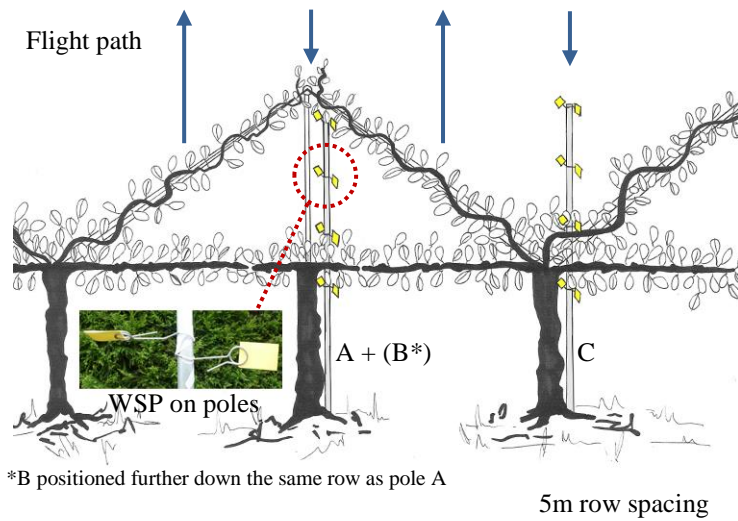 Flight path
A + (B*)
C
WSP on poles
*B positioned further down the same row as pole A
5m row spacing